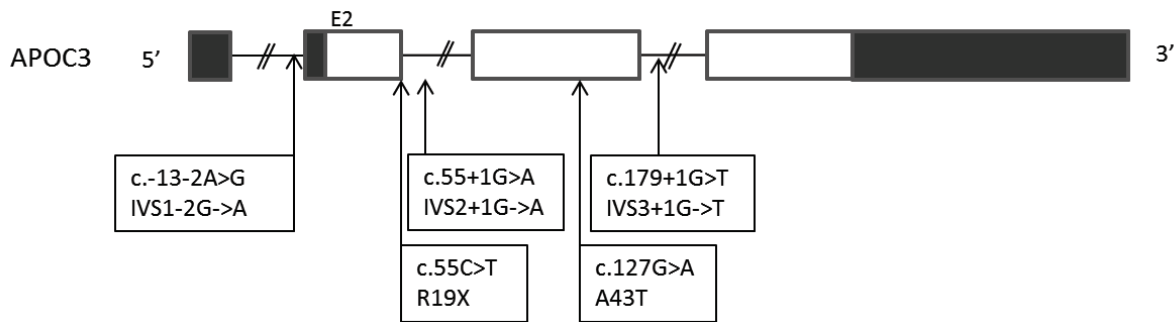 E2
APOC3 5’ 3’
c.-13-2A>G
IVS1-2G->A
c.55+1G>A
IVS2+1G->A
c.179+1G>T
IVS3+1G->T
c.55C>T
R19X
c.127G>A
A43T